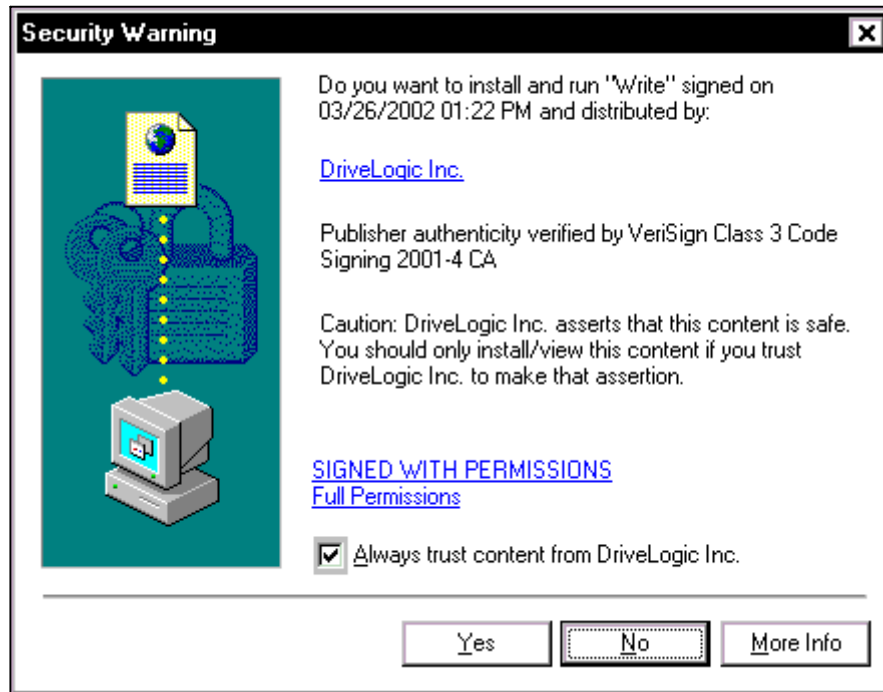 Security Warning
Do you want to install and run "Write" signed on
03/26/2002 01:22 PM and distributed by:
DriveLogic Inc.
Publisher authenticity verified by VeriSign Class 3 Code
Signing 2001-4 CA
Caution: DriveLogic Inc. asserts that this content is safe.
You should only install/view this content if you trust
DriveLogic Inc. to make that assertion.
SIGNED WITH PERMISSIONS
Full Permissions
Always trust content from DriveLogic Inc.
Yes No More Info